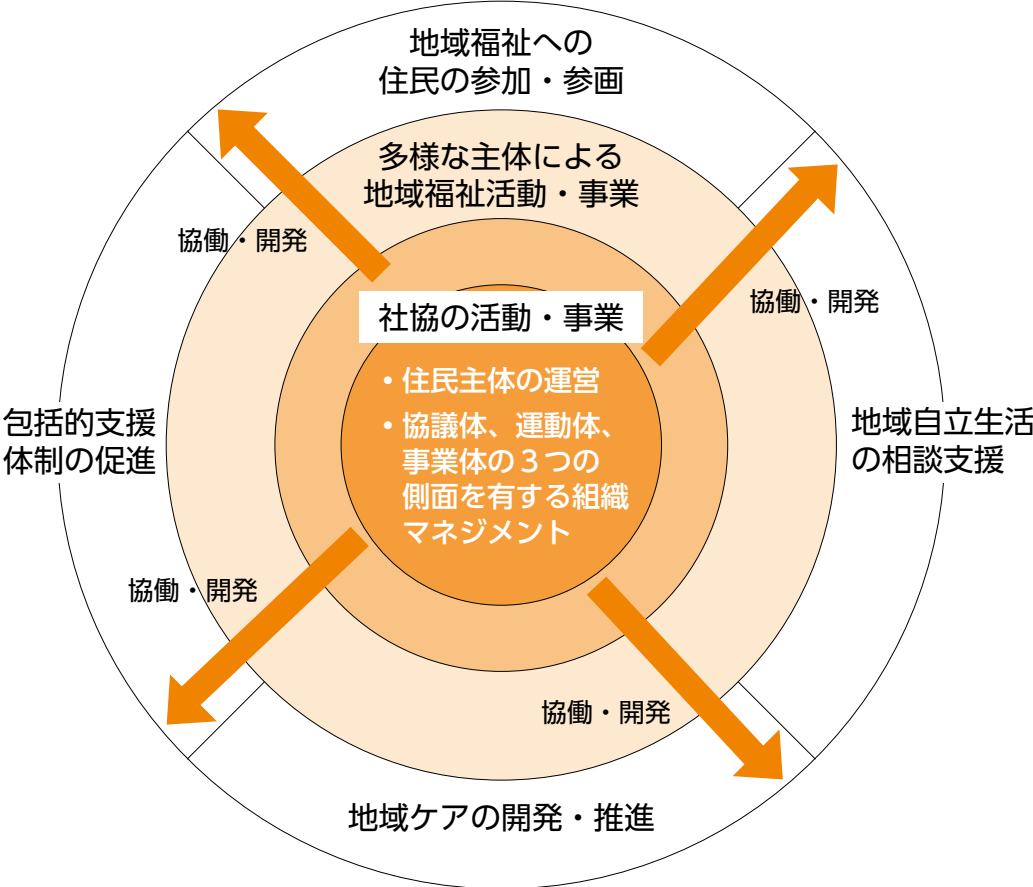 地域福祉への
住民の参加・参画
多様な主体による
地域福祉活動・事業
協働・開発
協働・開発
社協の活動・事業
・住民主体の運営
・協議体、運動体、
事業体の３つの
側面を有する組織
マネジメント
包括的支援
体制の促進
地域自立生活
の相談支援
協働・開発
協働・開発
地域ケアの開発・推進